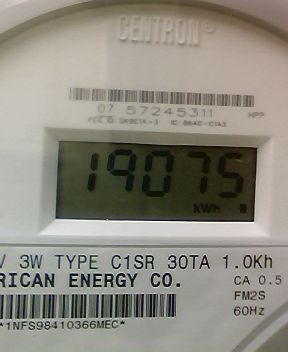 CENTRON®
07 57245311 HPP
19075
kWh
V 3W TYPE C1SR 30TA 1.0Kh
RICAN ENERGY CO. CA 0.5
FM2S
60Hz
*1NFS98410366MEC*